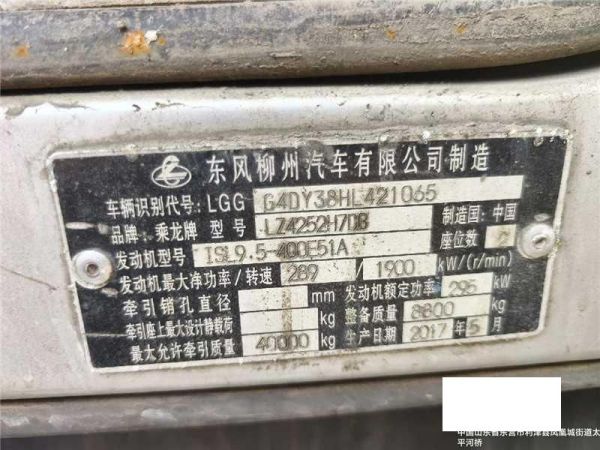 东风柳州汽车有限公司制造
车辆识别代号: LGG G4DY38HL421065
品牌: 乘龙牌 型号 LZ4252H7DB 制造国: 中国
发动机型号 ISL9.5-400E51A 座位数 2
发动机最大净功率/转速 289 / 1900 kW/(r/min)
牵引销孔直径 mm 发动机额定功率 295 kW
牵引座上最大设计静载荷 kg 整备质量 8800 kg
最大允许牵引质量 40000 kg 生产日期 2017 年 5 月
中国山东省东营市利津县凤凰城街道太
平河桥